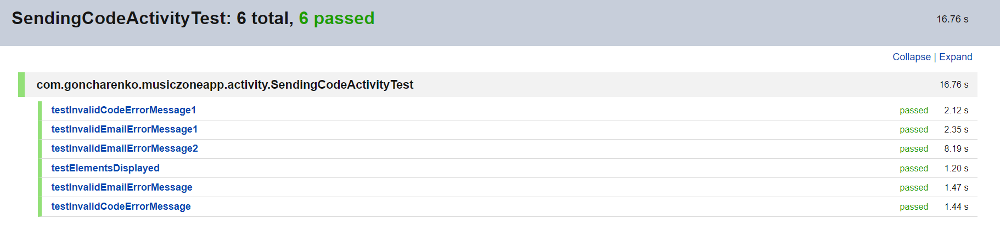 SendingCodeActivityTest: 6 total, 6 passed 16.76 s
Collapse | Expand
com.goncharenko.musiczoneapp.activity.SendingCodeActivityTest 16.76 s
testInvalidCodeErrorMessage1 passed 2.12 s
testInvalidEmailErrorMessage1 passed 2.35 s
testInvalidEmailErrorMessage2 passed 8.19 s
testElementsDisplayed passed 1.20 s
testInvalidEmailErrorMessage passed 1.47 s
testInvalidCodeErrorMessage passed 1.44 s